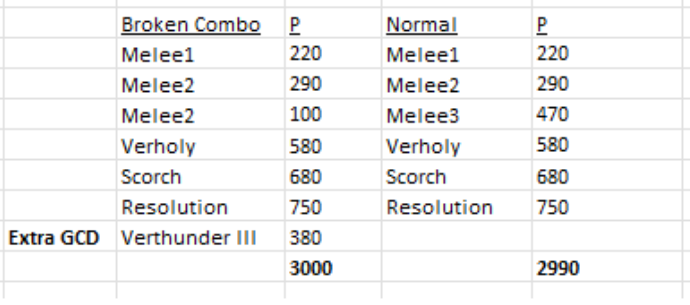 Broken Combo P Normal P
Melee1 220 Melee1 220
Melee2 290 Melee2 290
Melee2 100 Melee3 470
Verholy 580 Verholy 580
Scorch 680 Scorch 680
Resolution 750 Resolution 750
Extra GCD Verthunder III 380
3000 2990